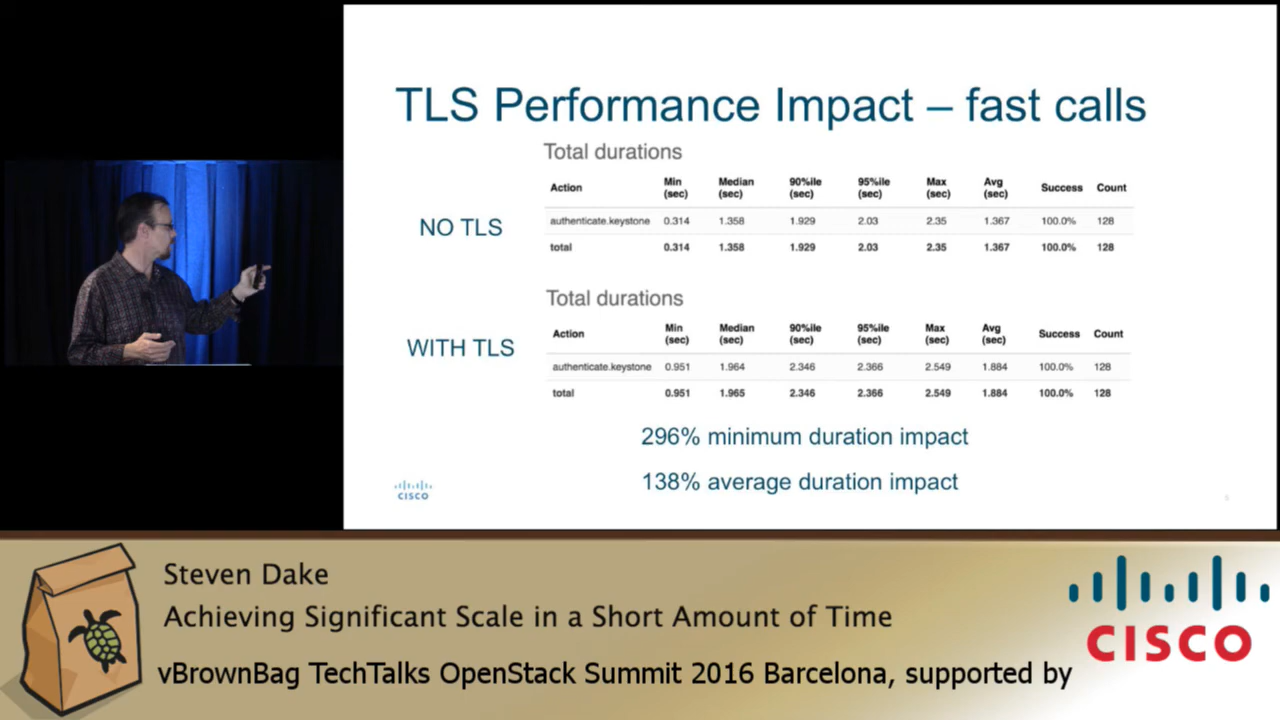 TLS Performance Impact – fast calls
Total durations
Action Min (sec) Median (sec) 90%ile (sec) 95%ile (sec) Max (sec) Avg (sec) Success Count
NO TLS
authenticate.keystone 0.314 1.358 1.929 2.03 2.35 1.367 100.0% 128
total 0.314 1.358 1.929 2.03 2.35 1.367 100.0% 128
Total durations
Action Min (sec) Median (sec) 90%ile (sec) 95%ile (sec) Max (sec) Avg (sec) Success Count
WITH TLS
authenticate.keystone 0.951 1.964 2.346 2.366 2.549 1.884 100.0% 128
total 0.951 1.965 2.346 2.366 2.549 1.884 100.0% 128
296% minimum duration impact
138% average duration impact
CISCO
Steven Dake
Achieving Significant Scale in a Short Amount of Time
vBrownBag TechTalks OpenStack Summit 2016 Barcelona, supported by
CISCO